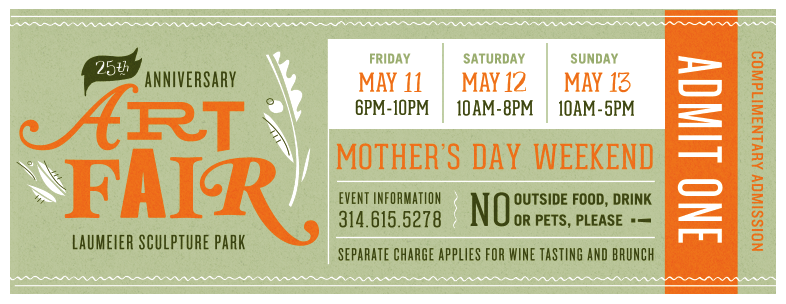 25th
ANNIVERSARY
ART
FAIR
LAUMEIER SCULPTURE PARK
FRIDAY
MAY 11
6PM-10PM
SATURDAY
MAY 12
10AM-8PM
SUNDAY
MAY 13
10AM-5PM
MOTHER'S DAY WEEKEND
EVENT INFORMATION
314.615.5278
NO OUTSIDE FOOD, DRINK
OR PETS, PLEASE
SEPARATE CHARGE APPLIES FOR WINE TASTING AND BRUNCH
ADMIT ONE
COMPLIMENTARY ADMISSION